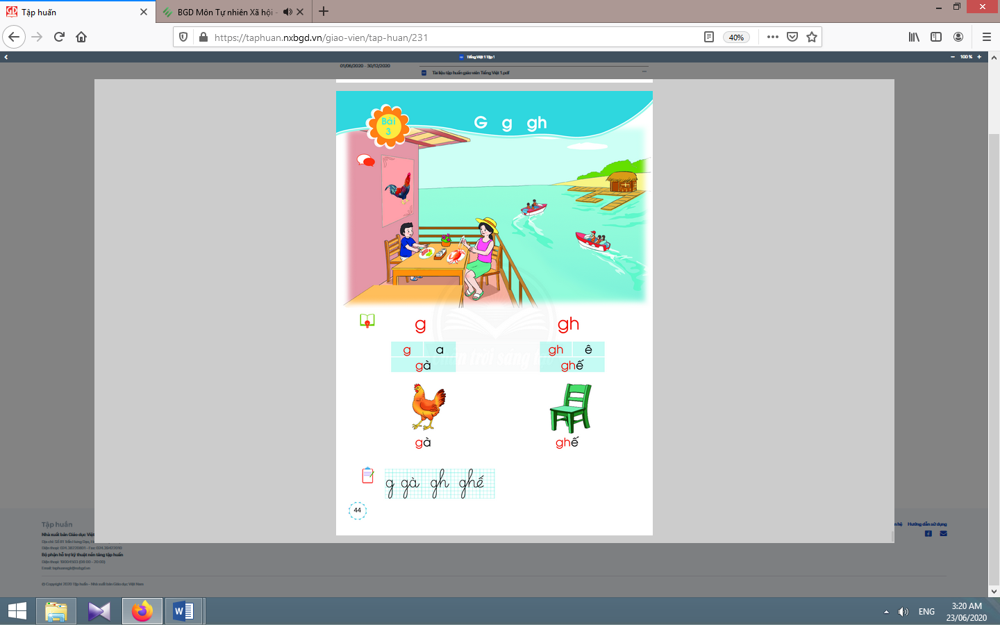 Tập huấn
BGD Môn Tự nhiên Xã hội -
https://taphuan.nxbgd.vn/giao-vien/tap-huan/231
40%
Tiếng Việt 1 Tập 1
100 %
01/06/2020 - 30/12/2020
Tài liệu tập huấn giáo viên Tiếng Việt 1.pdf
Bài
3
G g gh
g gh
g a gh ê
gà ghế
gà ghế
g gà gh ghế
44
Tập huấn
Nhà xuất bản Giáo dục Việt
Hướng dẫn sử dụng
Bộ phận hỗ trợ kỹ thuật nền tảng tập huấn
© Copyright 2020 Tập huấn - Nhà xuất bản Giáo dục Việt Nam
ENG
3:20 AM
23/06/2020